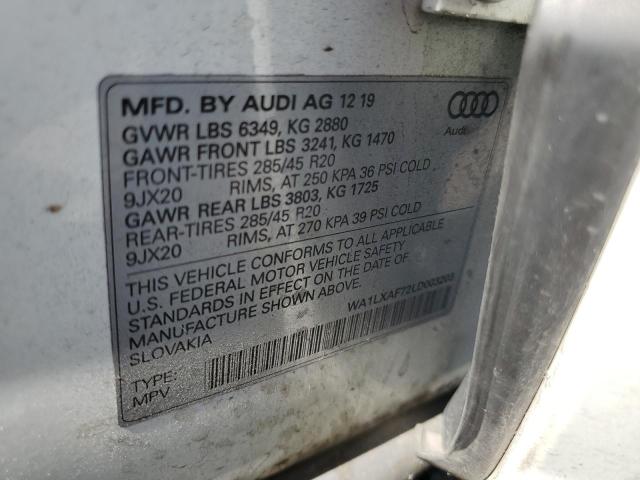 MFD. BY AUDI AG 12 19
GVWR LBS 6349, KG 2880
GAWR FRONT LBS 3241, KG 1470
FRONT-TIRES 285/45 R20
9JX20 RIMS, AT 250 KPA 36 PSI COLD
GAWR REAR LBS 3803, KG 1725
REAR-TIRES 285/45 R20
9JX20 RIMS, AT 270 KPA 39 PSI COLD
Audi
THIS VEHICLE CONFORMS TO ALL APPLICABLE
U.S. FEDERAL MOTOR VEHICLE SAFETY
STANDARDS IN EFFECT ON THE DATE OF
MANUFACTURE SHOWN ABOVE.
SLOVAKIA
WA1LXAF72LD003203
TYPE:
MPV